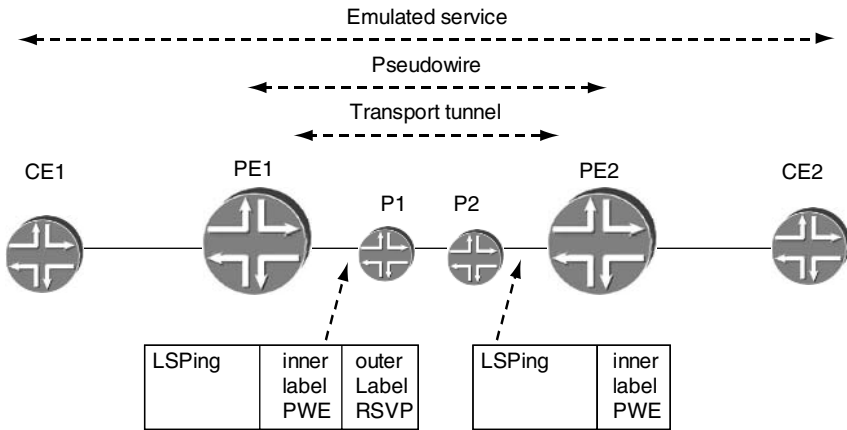 Emulated service
Pseudowire
Transport tunnel
CE1
PE1
P1
P2
PE2
CE2
LSPing
inner
label
PWE
outer
Label
RSVP
LSPing
inner
label
PWE